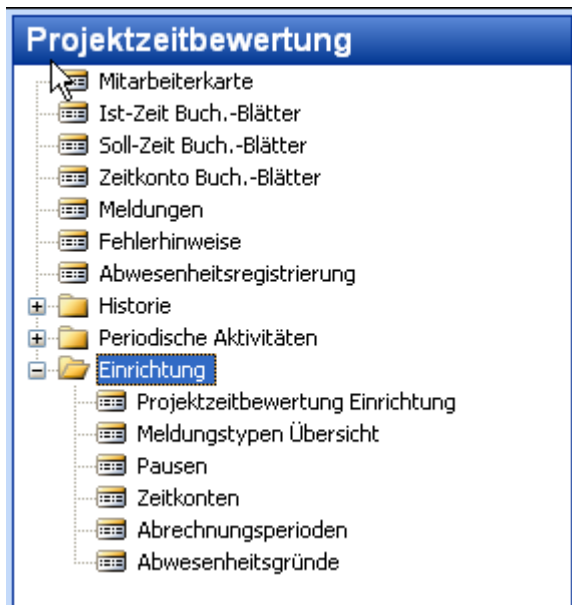 Projektzeitbewertung
Mitarbeiterkarte
Ist-Zeit Buch.-Blätter
Soll-Zeit Buch.-Blätter
Zeitkonto Buch.-Blätter
Meldungen
Fehlerhinweise
Abwesenheitsregistrierung
Historie
Periodische Aktivitäten
Einrichtung
Projektzeitbewertung Einrichtung
Meldungstypen Übersicht
Pausen
Zeitkonten
Abrechnungsperioden
Abwesenheitsgründe